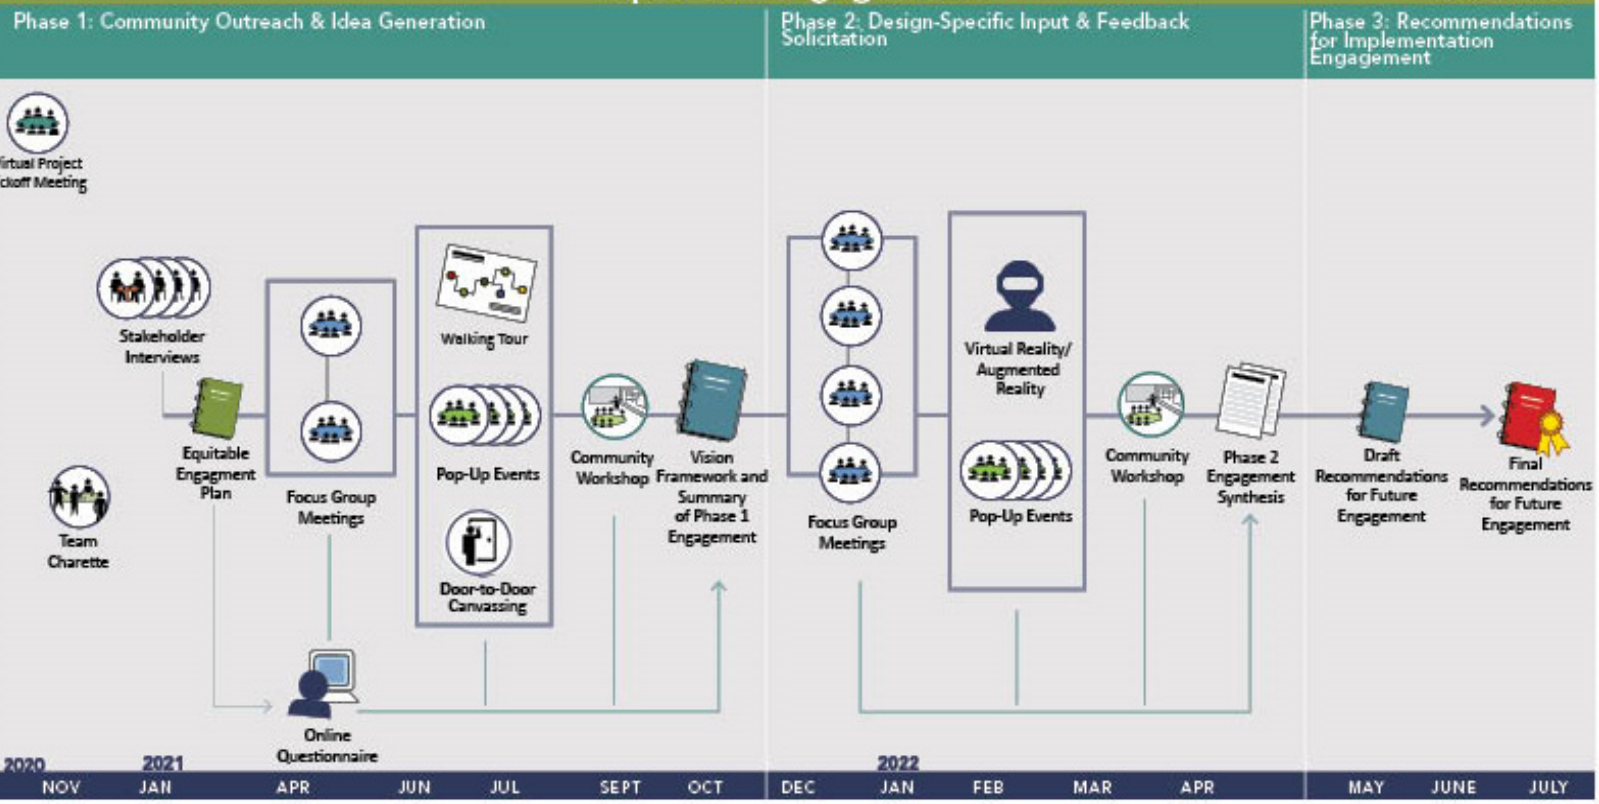 Phase 1: Community Outreach & Idea Generation
Phase 2: Design-Specific Input & Feedback
Solicitation
Phase 3: Recommendations
for Implementation
Engagement
irtual Project
ckoff Meeting
Stakeholder
Interviews
Equitable
Engagment
Plan
Team
Charette
Focus Group
Meetings
Online
Questionnaire
Walking Tour
Pop-Up Events
Door-to-Door
Canvassing
Community
Workshop
Vision
Framework and
Summary
of Phase 1
Engagement
Focus Group
Meetings
Virtual Reality/
Augmented
Reality
Pop-Up Events
Community
Workshop
Phase 2
Engagement
Synthesis
Draft
Recommendations
for Future
Engagement
Final
Recommendations
for Future
Engagement
2020 2021 2022
NOV JAN APR JUN JUL SEPT OCT DEC JAN FEB MAR APR MAY JUNE JULY